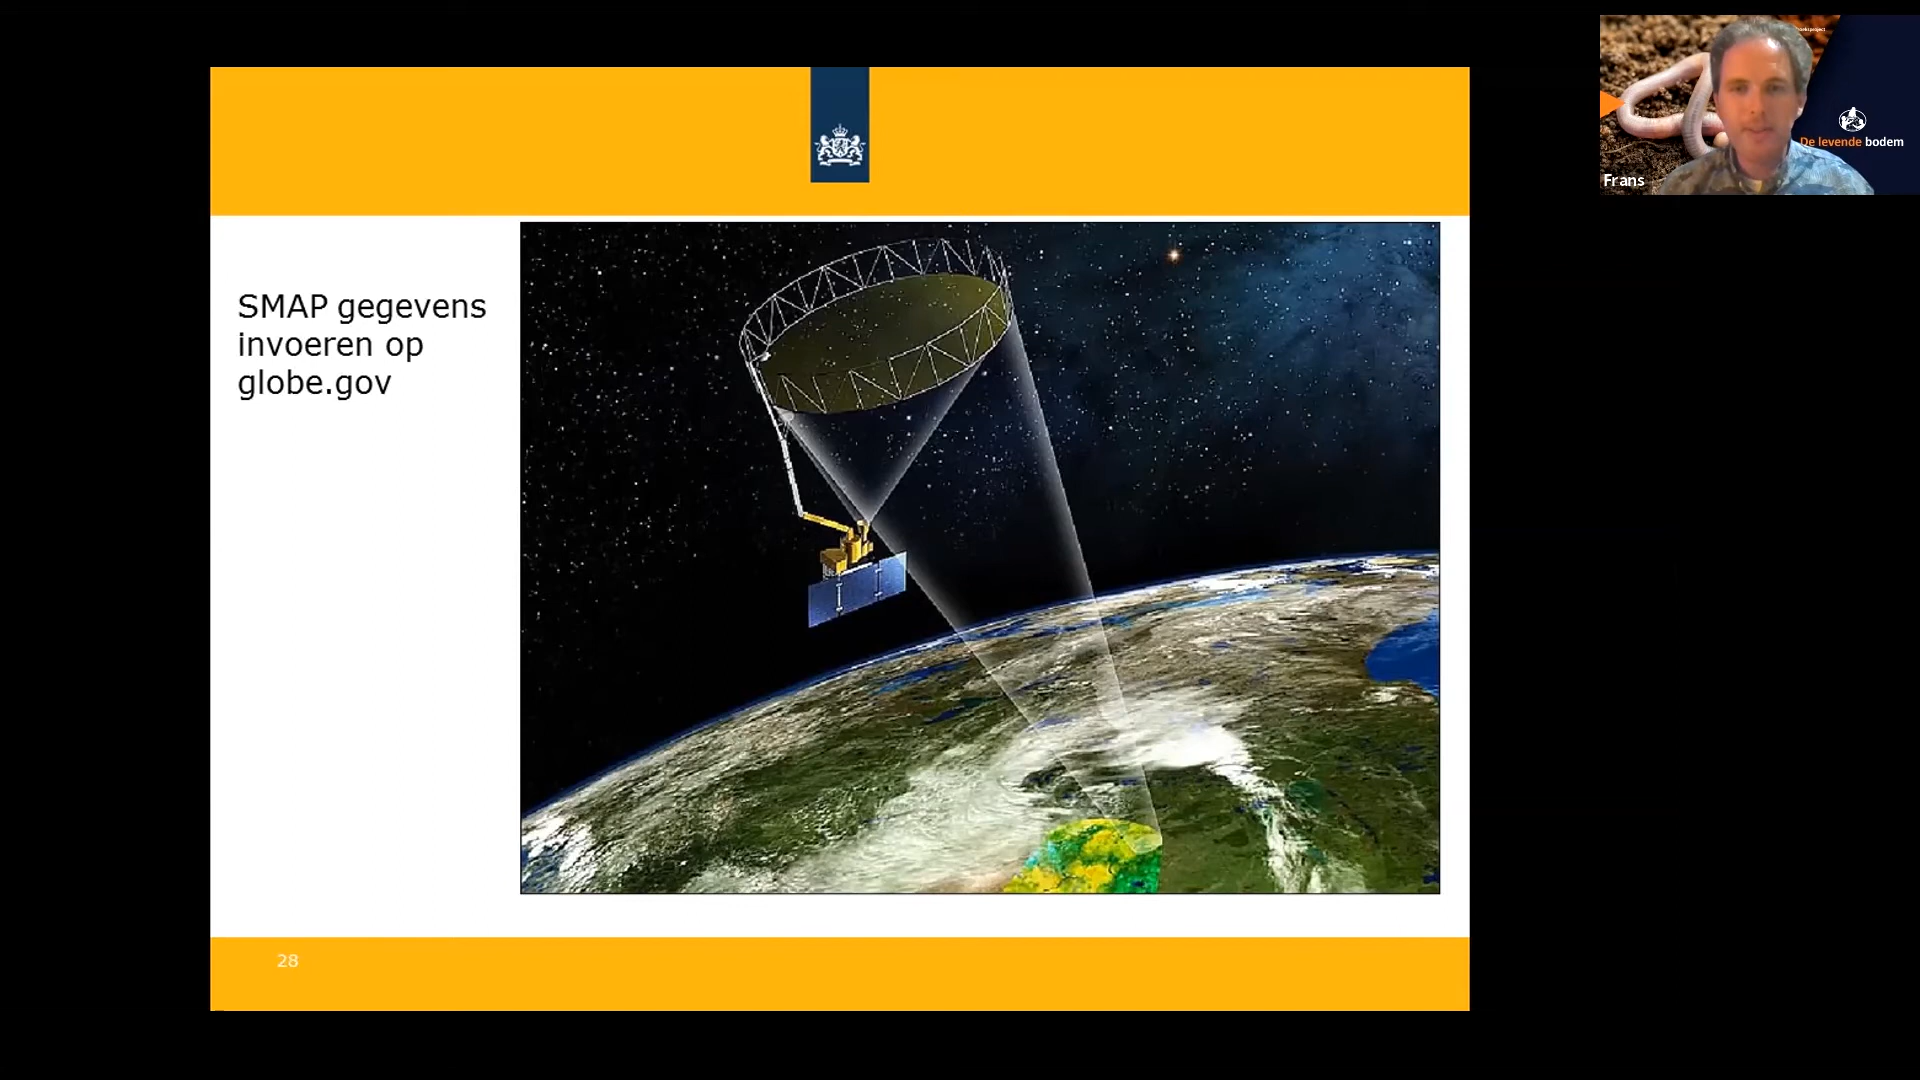 SMAP gegevens
invoeren op
globe.gov
28
De levende bodem
Frans